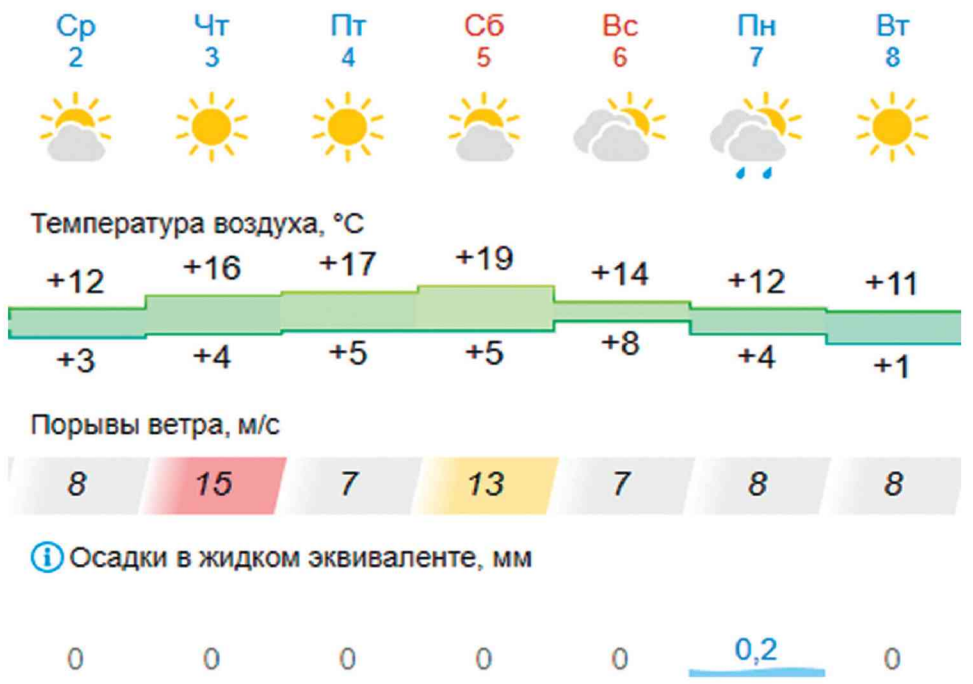 Ср Чт Пт Сб Вс Пн Вт
2 3 4 5 6 7 8
Температура воздуха, °C
+12 +16 +17 +19 +14 +12 +11
+3 +4 +5 +5 +8 +4 +1
Порывы ветра, м/с
8 15 7 13 7 8 8
i Осадки в жидком эквиваленте, мм
0 0 0 0 0 0,2 0